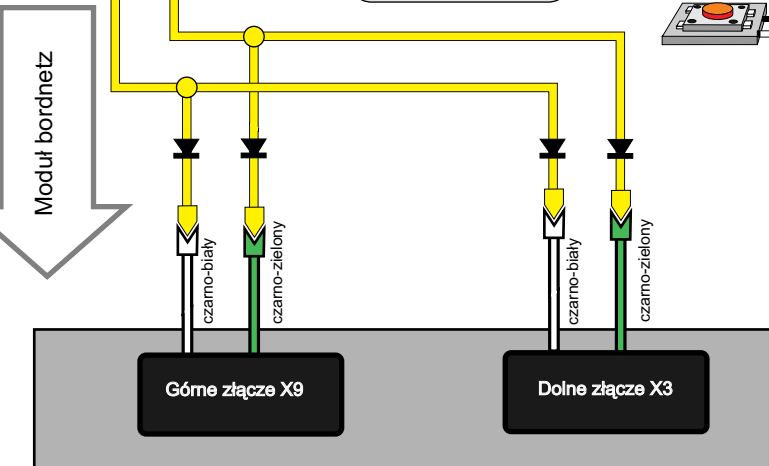 Moduł bordnetz
czarno-biały
czarno-zielony
czarno-biały
czarno-zielony
Górne złącze X9
Dolne złącze X3